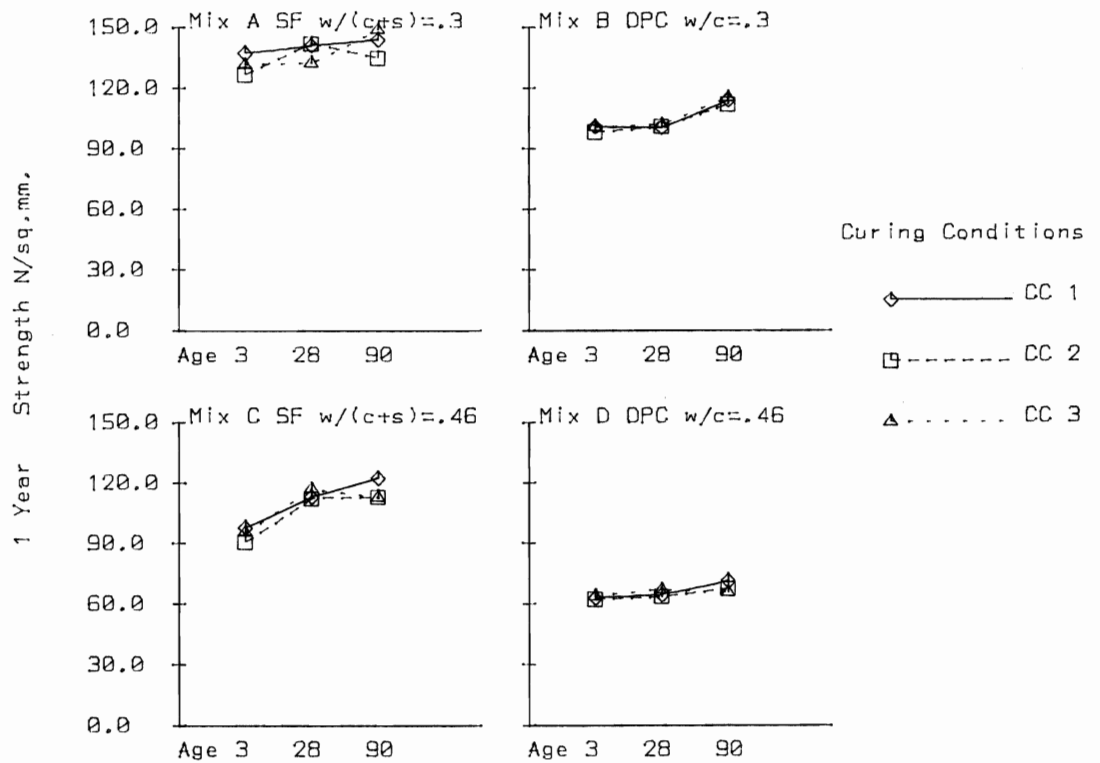 Mix A SF w/(c+s)=.3
150.0
120.0
90.0
60.0
30.0
0.0
Age 3 28 90
Mix B OPC w/c=.3
Age 3 28 90
Mix C SF w/(c+s)=.46
150.0
120.0
90.0
60.0
30.0
0.0
Age 3 28 90
Mix D OPC w/c=.46
Age 3 28 90
1 Year Strength N/sq.mm.
Curing Conditions
CC 1
CC 2
CC 3